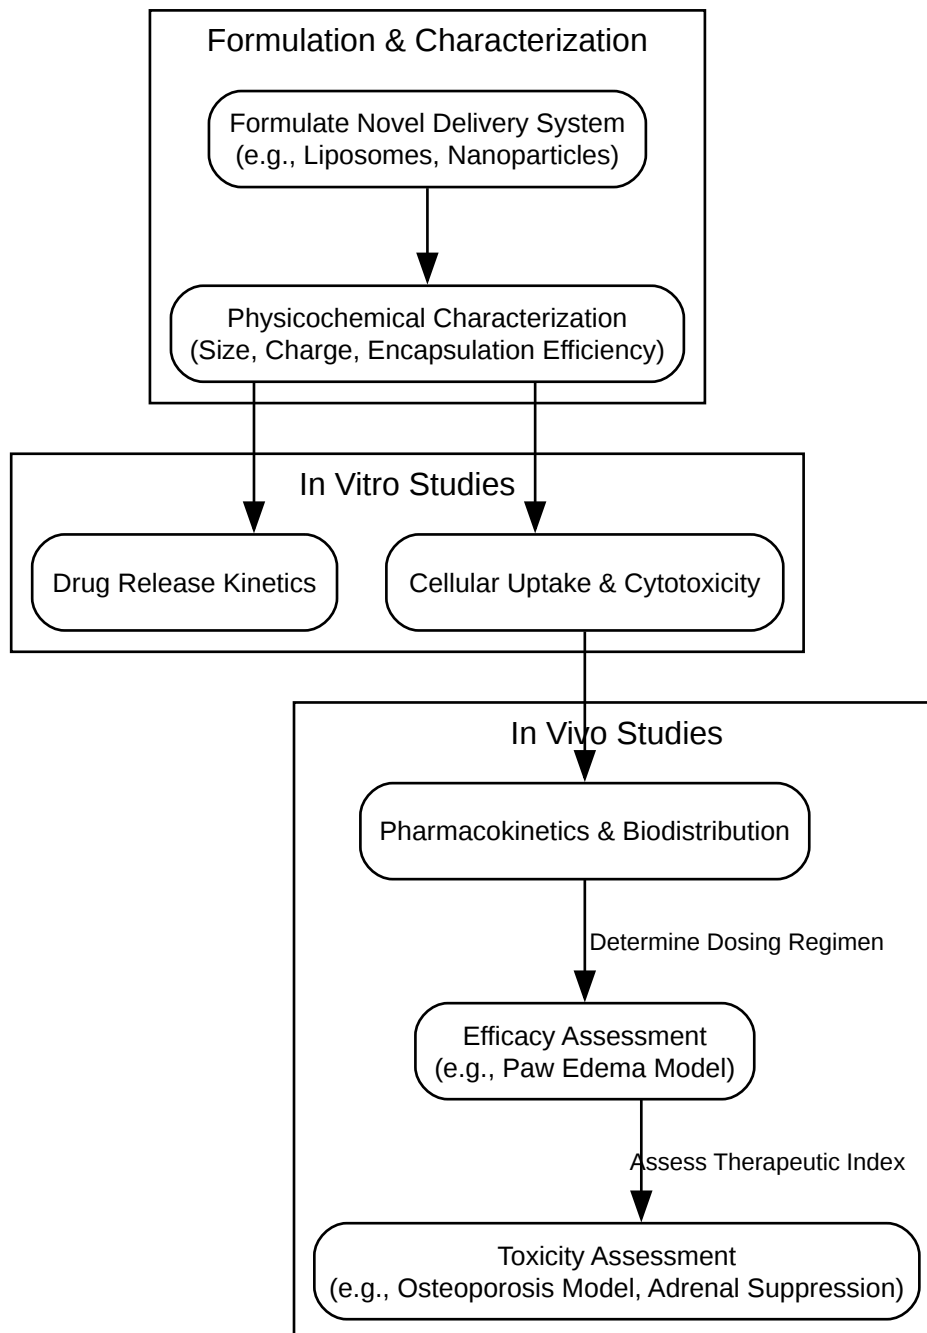 Formulation & Characterization
Formulate Novel Delivery System
(e.g., Liposomes, Nanoparticles)
Physicochemical Characterization
(Size, Charge, Encapsulation Efficiency)
In Vitro Studies
Drug Release Kinetics
Cellular Uptake & Cytotoxicity
In Vivo Studies
Pharmacokinetics & Biodistribution
Determine Dosing Regimen
Efficacy Assessment
(e.g., Paw Edema Model)
Assess Therapeutic Index
Toxicity Assessment
(e.g., Osteoporosis Model, Adrenal Suppression)